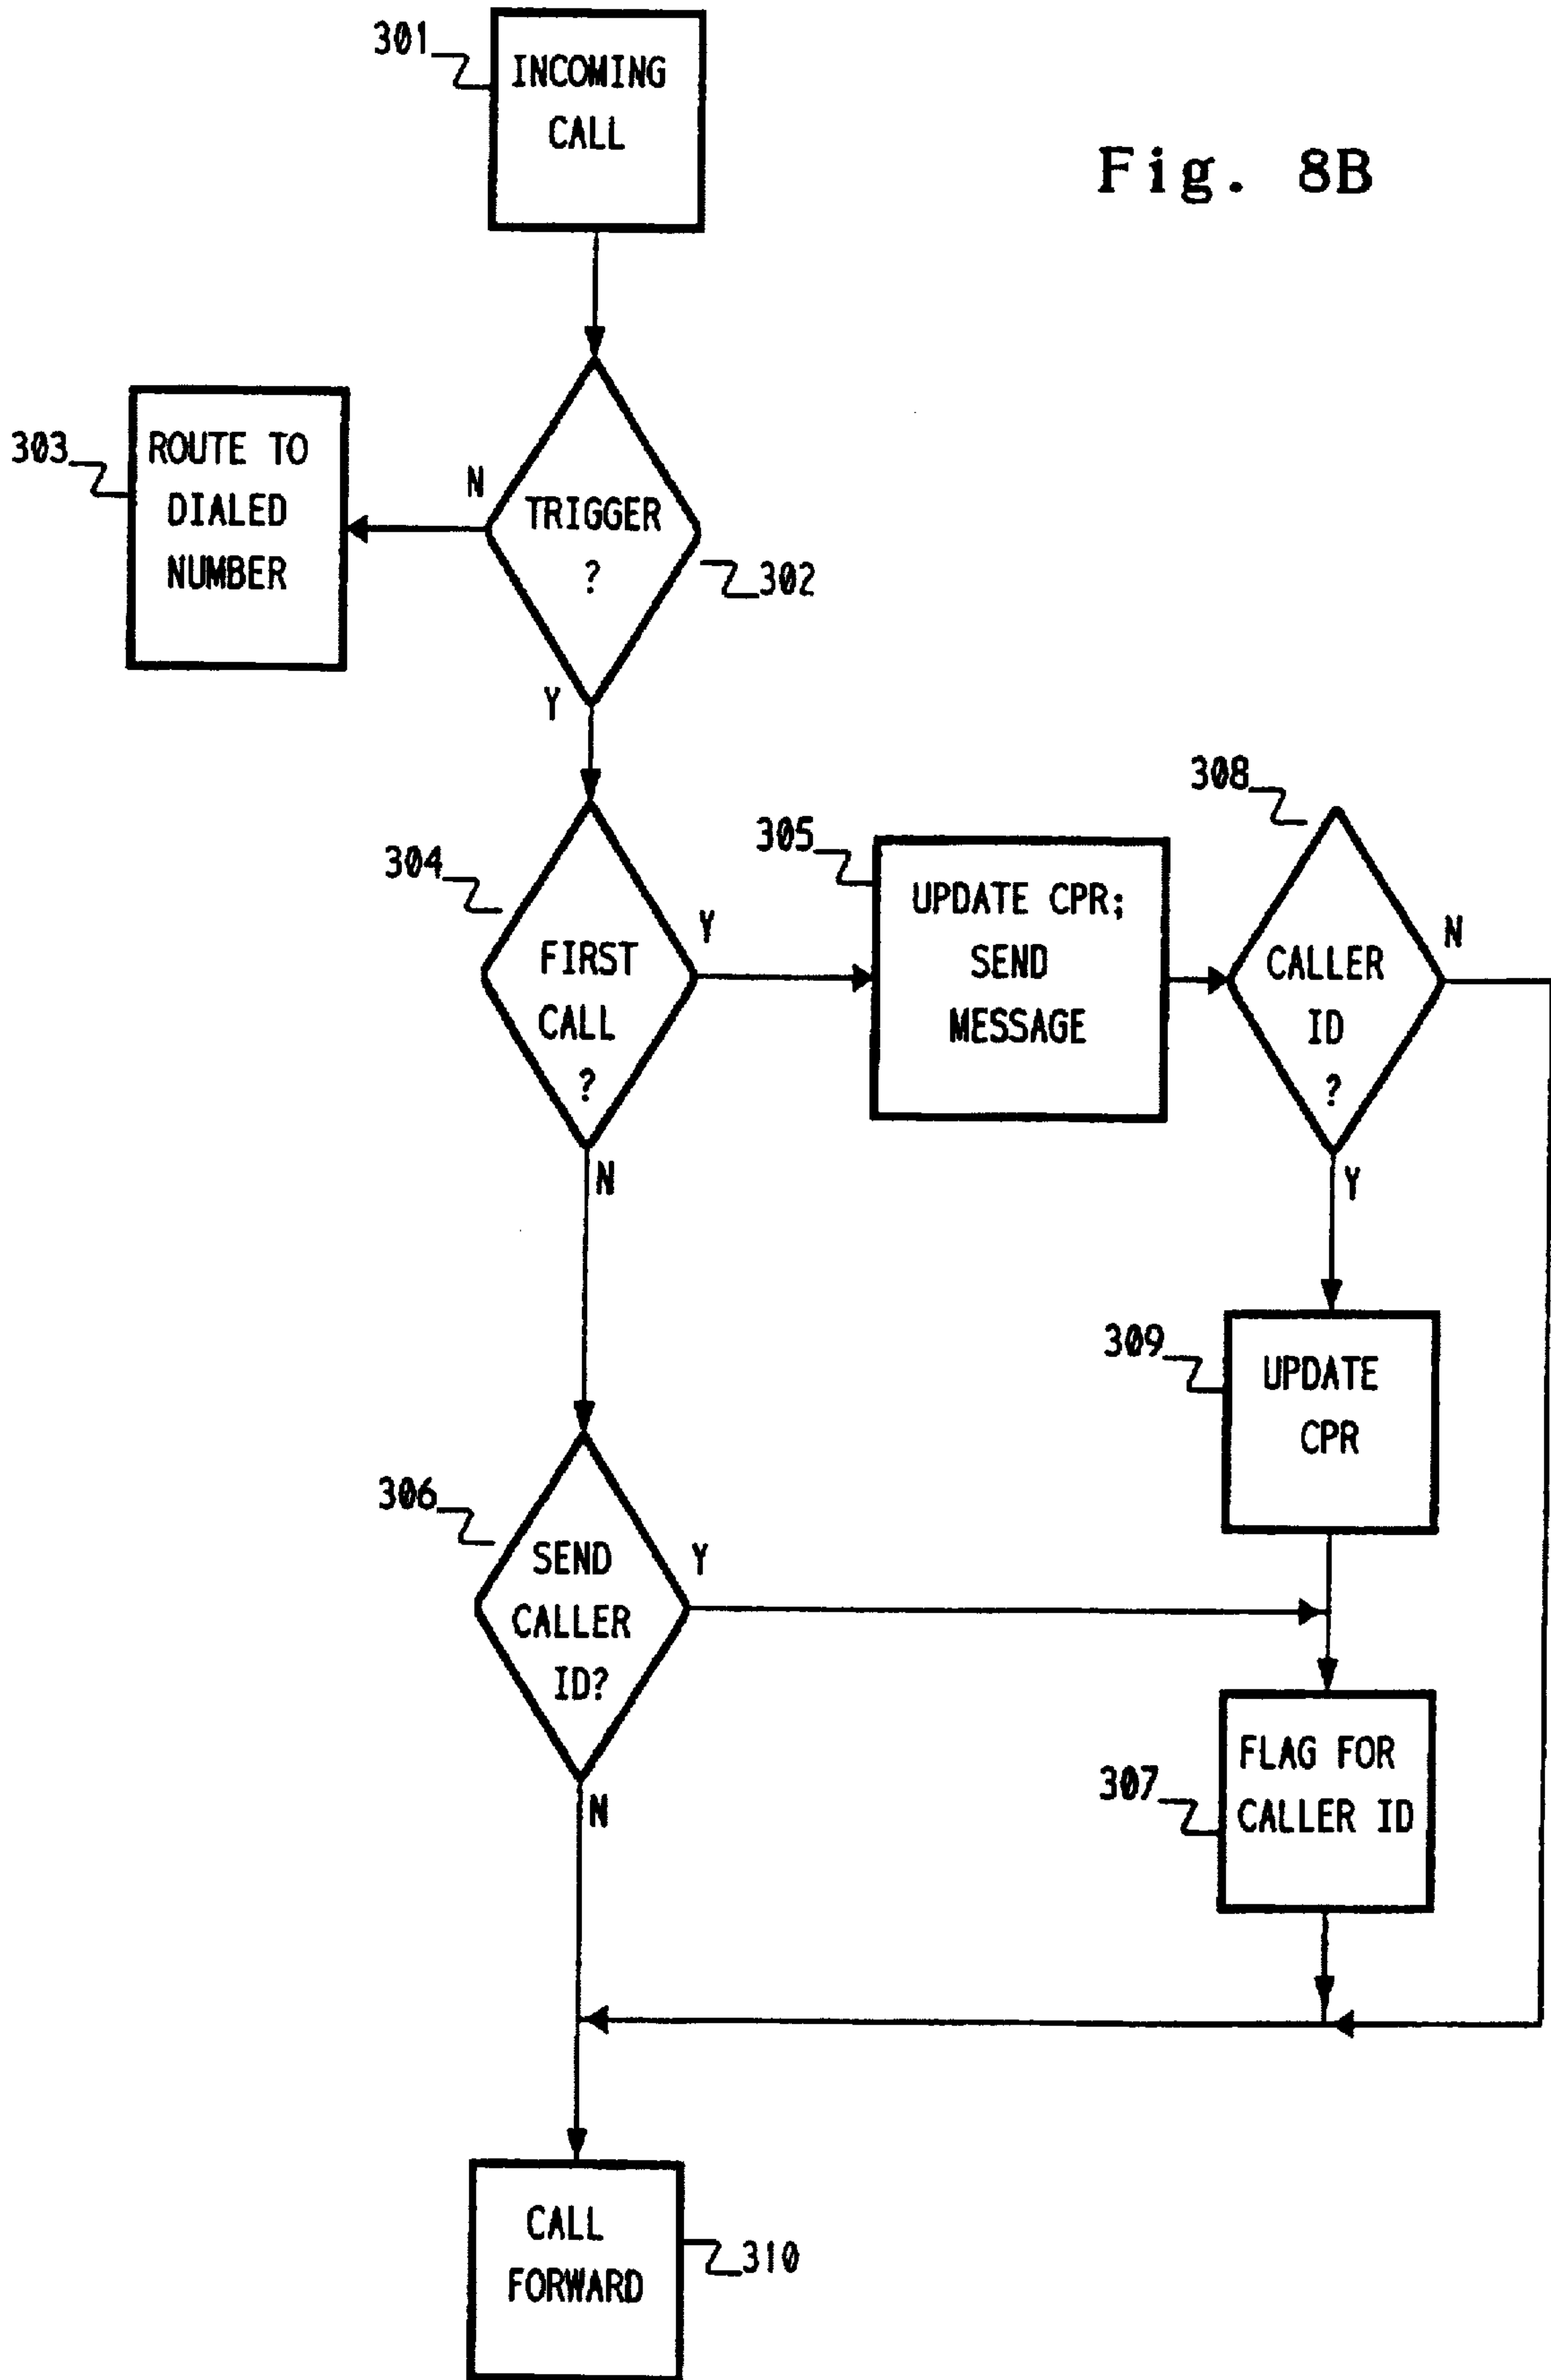 301
INCOMING
CALL
Fig. 8B
303
ROUTE TO
DIALED
NUMBER
N
TRIGGER
?
302
Y
304
FIRST
CALL
?
Y
N
305
UPDATE CPR;
SEND
MESSAGE
308
CALLER
ID
?
N
Y
309
UPDATE
CPR
306
SEND
CALLER
ID?
Y
N
307
FLAG FOR
CALLER ID
CALL
FORWARD
310